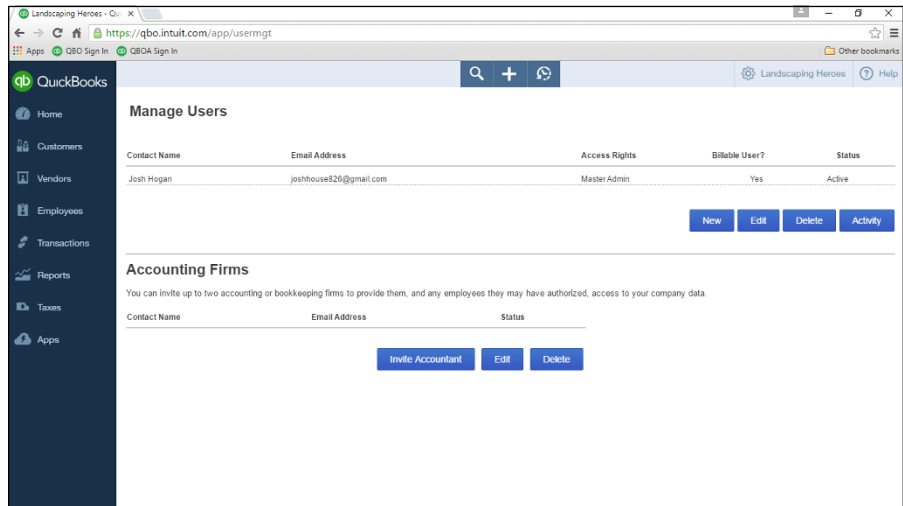 Landscaping Heroes - Qu
https://qbo.intuit.com/app/usermgt
Apps QBO Sign In QBOA Sign In Other bookmarks
qb QuickBooks
Landscaping Heroes ? Help
Home
Customers
Vendors
Employees
Transactions
Reports
Taxes
Apps
Manage Users
Contact Name Email Address Access Rights Billable User? Status
Josh Hogan joshhouse826@gmail.com Master Admin Yes Active
New Edit Delete Activity
Accounting Firms
You can invite up to two accounting or bookkeeping firms to provide them, and any employees they may have authorized, access to your company data.
Contact Name Email Address Status
Invite Accountant Edit Delete